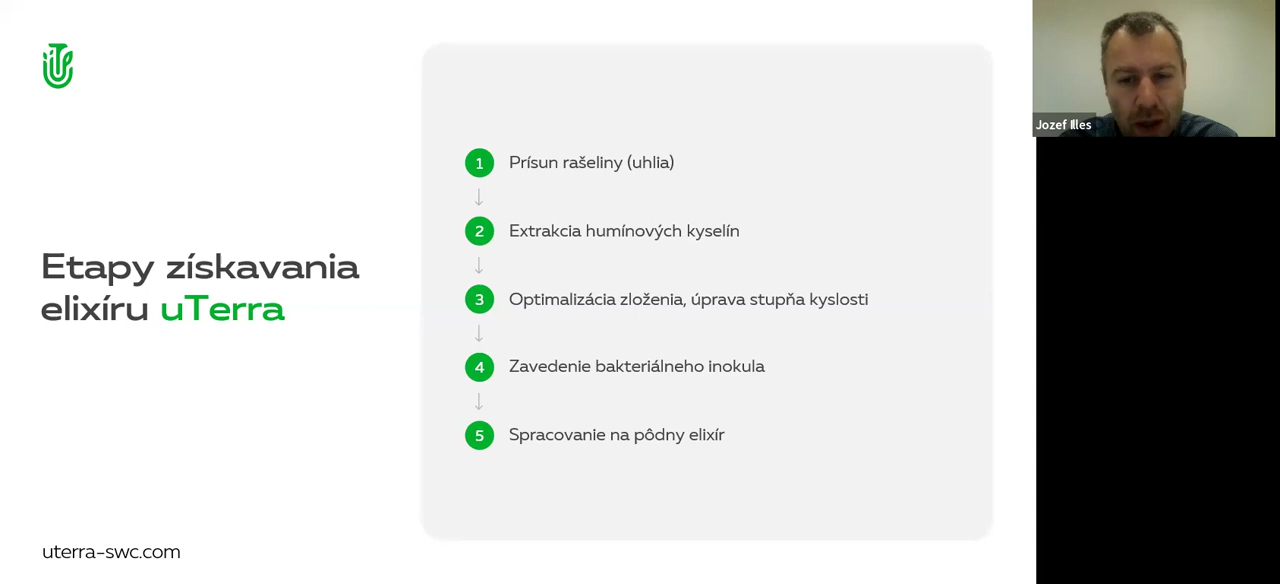 Etapy získavania
elixíru uTerra
1 Prísun rašeliny (uhlia)
2 Extrakcia humínových kyselín
3 Optimalizácia zloženia, úprava stupňa kyslosti
4 Zavedenie bakteriálneho inokula
5 Spracovanie na pôdny elixír
uterra-swc.com
Jozef Illes